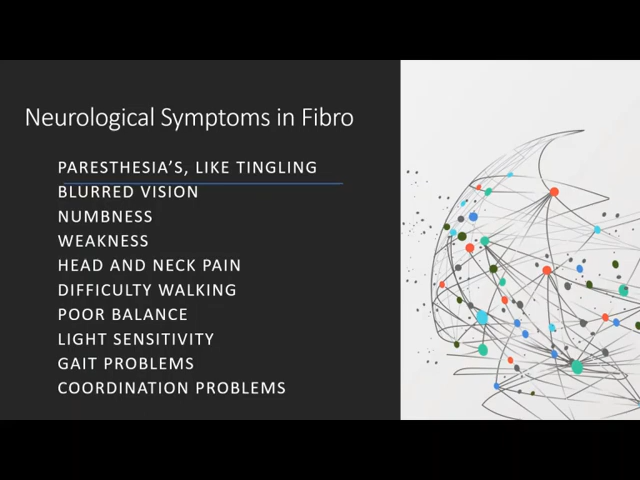 Neurological Symptoms in Fibro
PARESTHESIA'S, LIKE TINGLING
BLURRED VISION
NUMBNESS
WEAKNESS
HEAD AND NECK PAIN
DIFFICULTY WALKING
POOR BALANCE
LIGHT SENSITIVITY
GAIT PROBLEMS
COORDINATION PROBLEMS